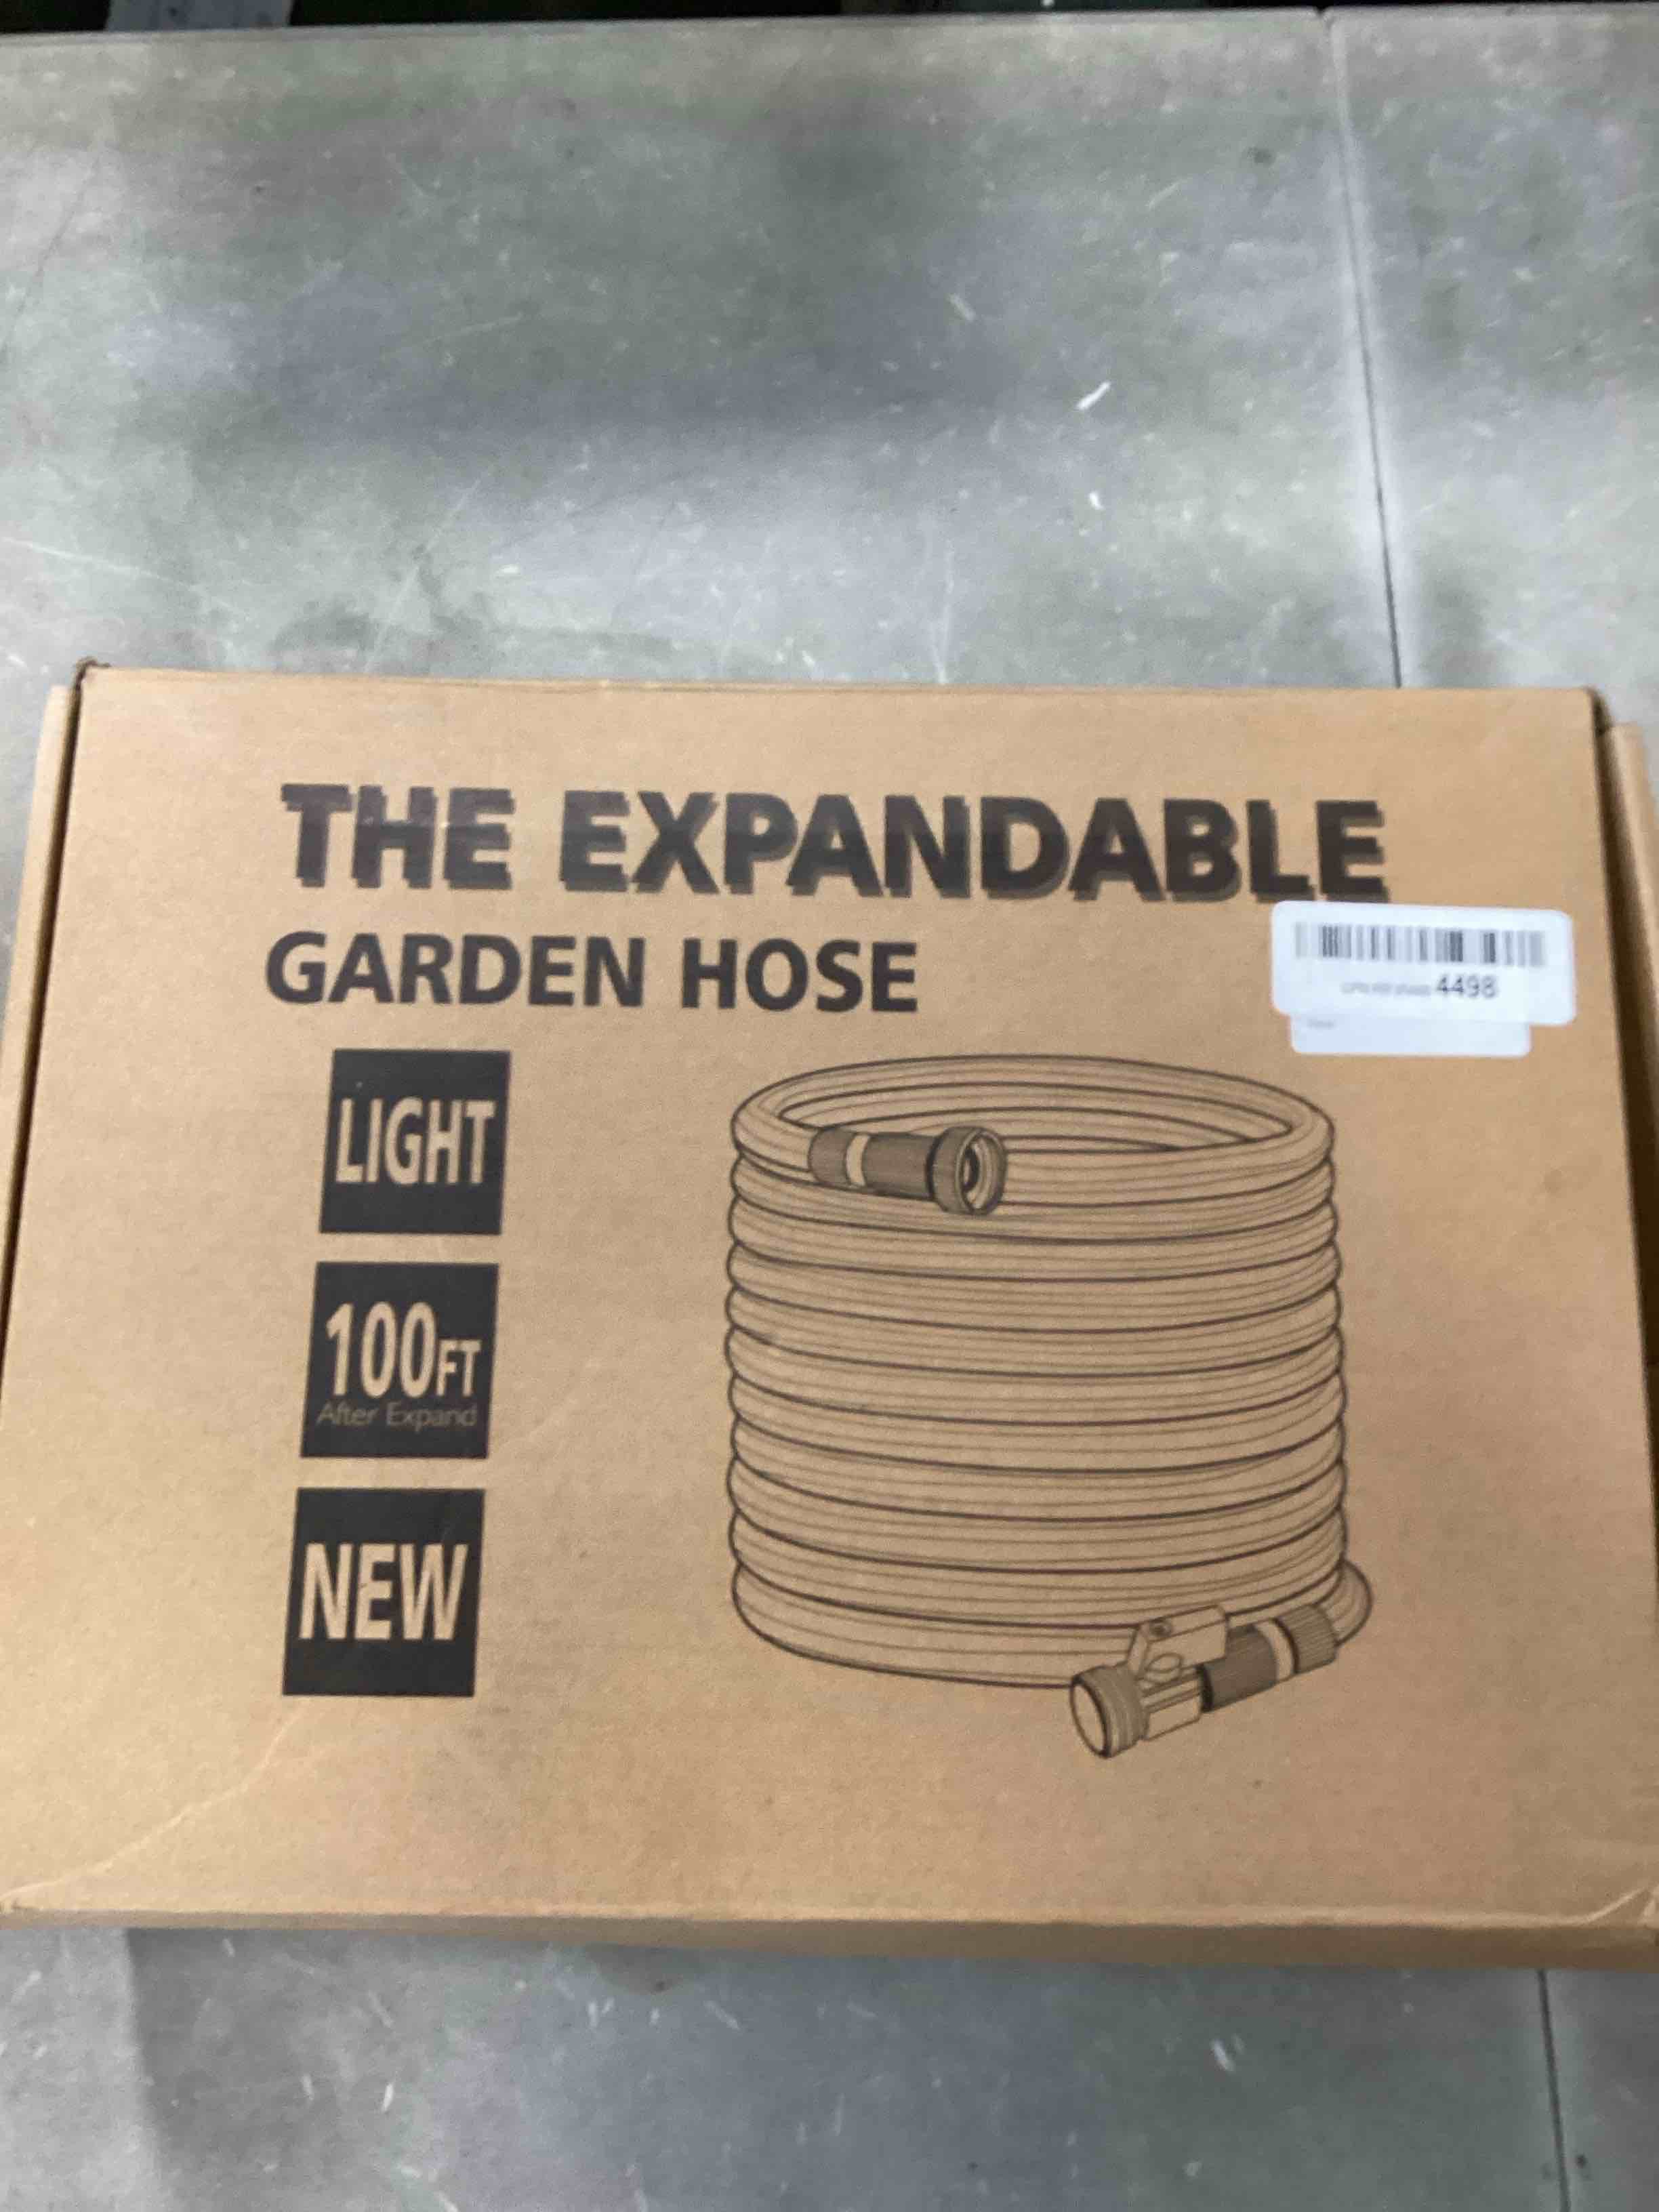 THE EXPANDABLE
GARDEN HOSE
4498
LIGHT
100FT
After Expand
NEW